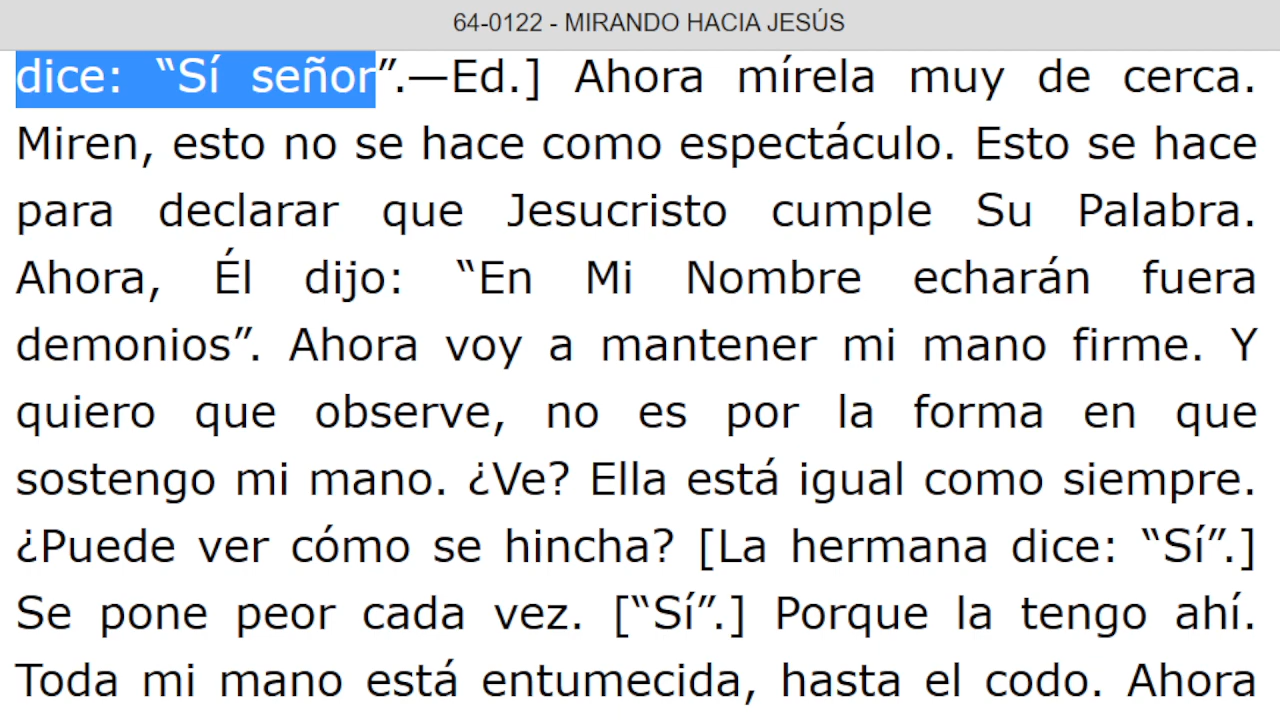 64-0122 - MIRANDO HACIA JESÚS
dice: “Sí señor”.—Ed.] Ahora mírela muy de cerca.
Miren, esto no se hace como espectáculo. Esto se hace
para declarar que Jesucristo cumple Su Palabra.
Ahora, Él dijo: “En Mi Nombre echarán fuera
demonios”. Ahora voy a mantener mi mano firme. Y
quiero que observe, no es por la forma en que
sostengo mi mano. ¿Ve? Ella está igual como siempre.
¿Puede ver cómo se hincha? [La hermana dice: “Sí”.]
Se pone peor cada vez. [“Sí”.] Porque la tengo ahí.
Toda mi mano está entumecida, hasta el codo. Ahora